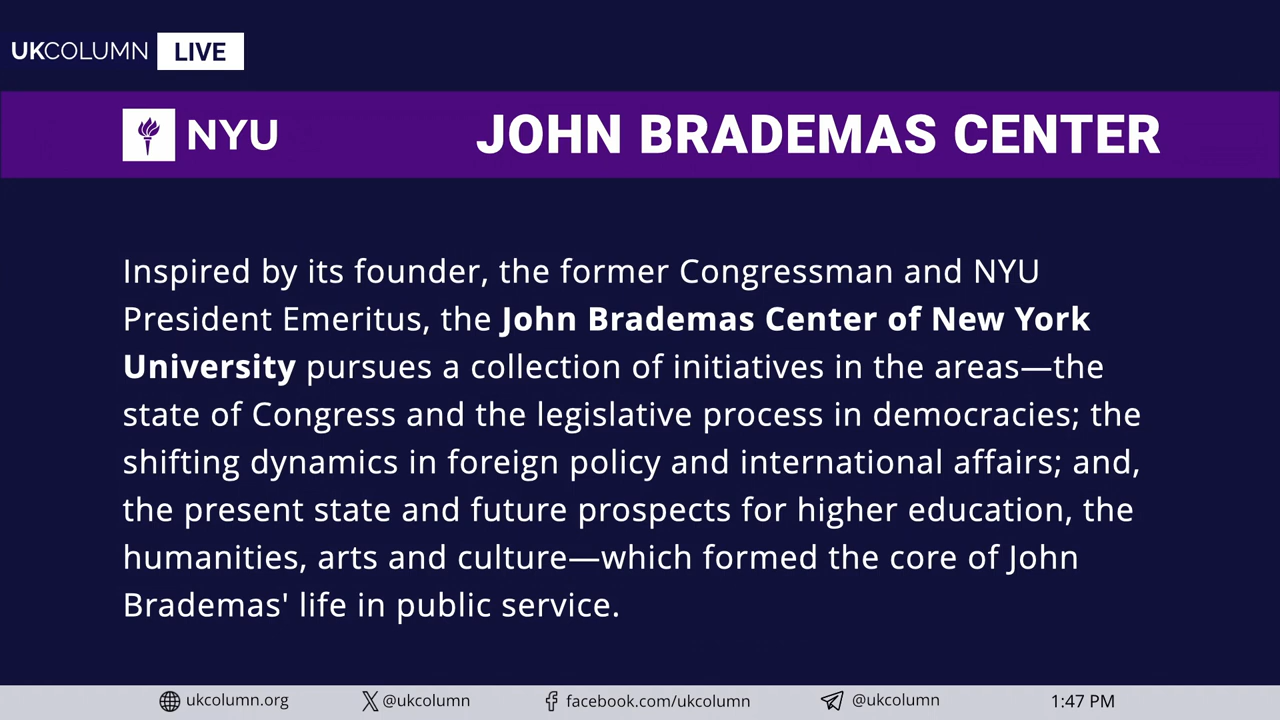 UKCOLUMN LIVE
NYU JOHN BRADEMAS CENTER
Inspired by its founder, the former Congressman and NYU
President Emeritus, the John Brademas Center of New York
University pursues a collection of initiatives in the areas—the
state of Congress and the legislative process in democracies; the
shifting dynamics in foreign policy and international affairs; and,
the present state and future prospects for higher education, the
humanities, arts and culture—which formed the core of John
Brademas' life in public service.
ukcolumn.org @ukcolumn facebook.com/ukcolumn @ukcolumn 1:47 PM